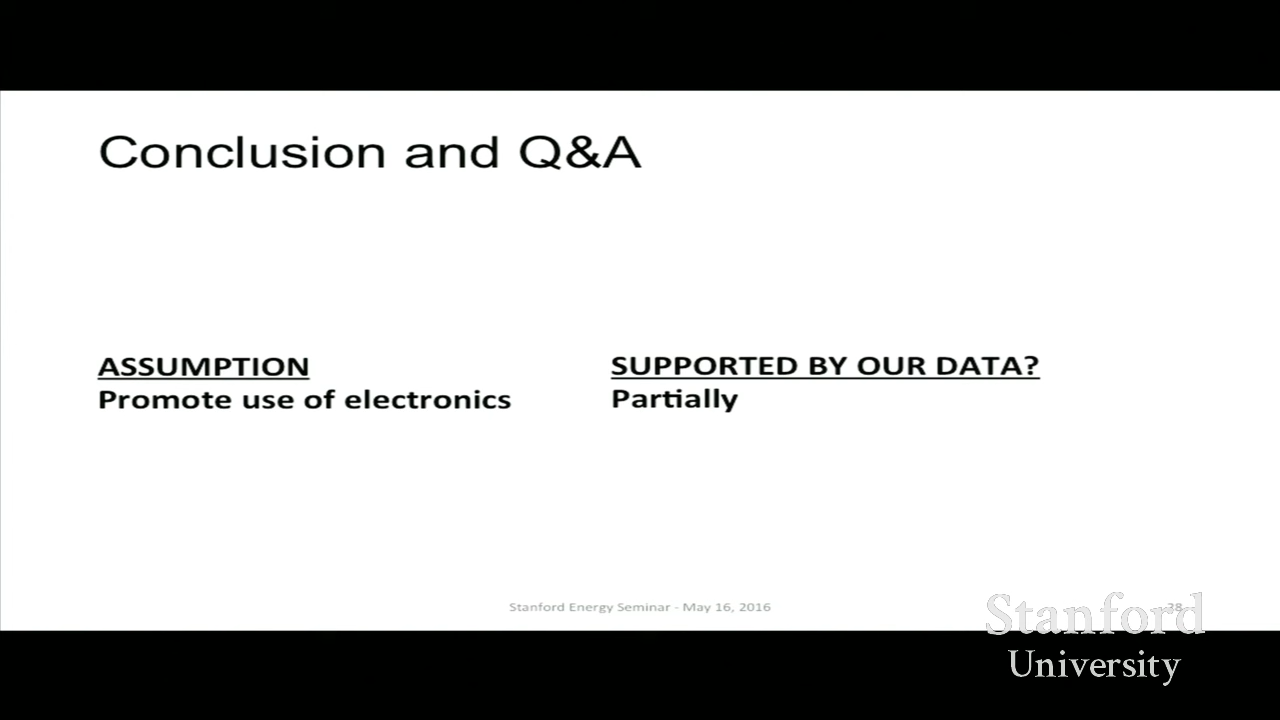 Conclusion and Q&A
ASSUMPTION
SUPPORTED BY OUR DATA?
Promote use of electronics
Partially
Stanford Energy Seminar - May 16, 2016
38
Stanford
University